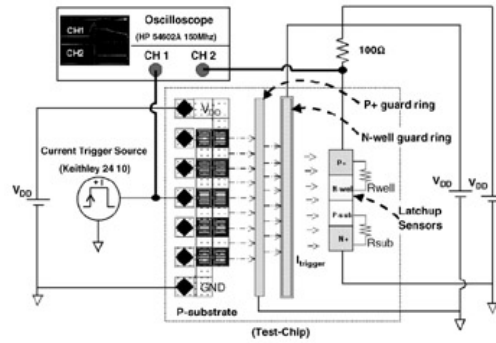 Oscilloscope
(HP 54602A 150Mhz)
CH1
CH2
CH 1 CH 2
100Ω
P+ guard ring
N-well guard ring
VDD
Current Trigger Source
(Keithley 24 10)
+I
VDD
P+
N-well
Rwell
P-sub
Rsub
N+
VDD
VDD
Latchup
Sensors
Itrigger
GND
P-substrate
(Test-Chip)